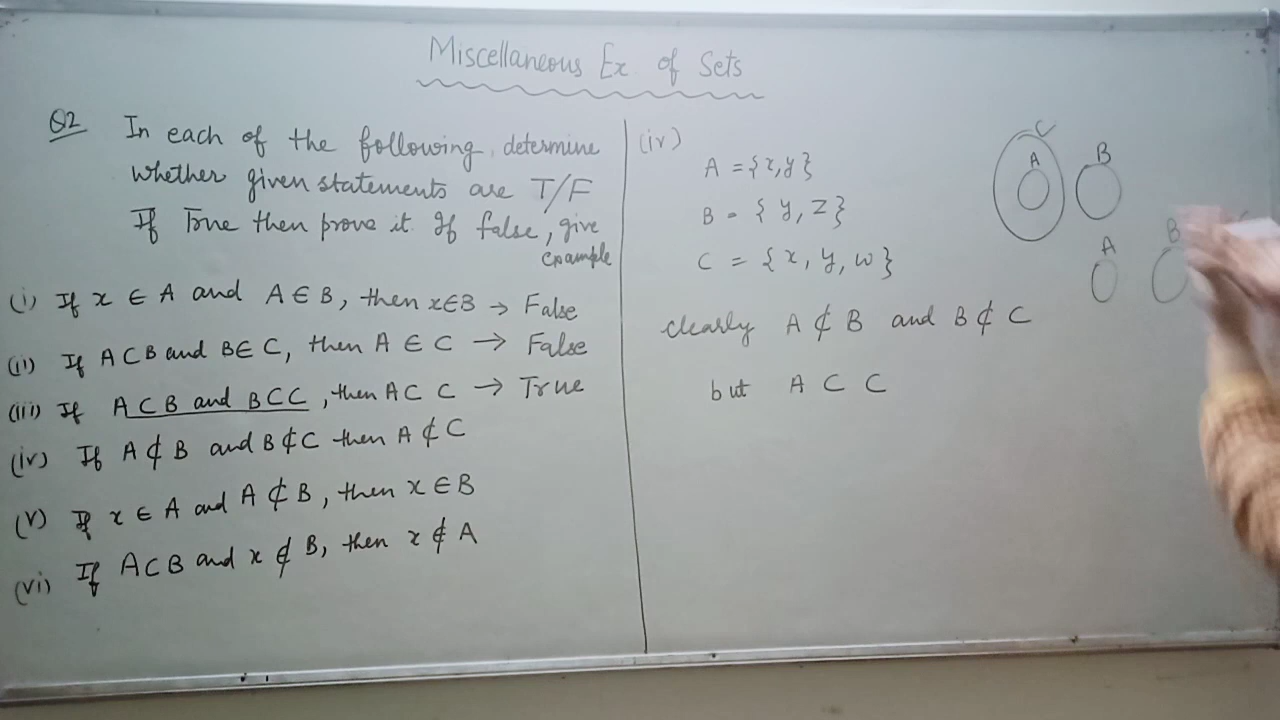 Miscellaneous Ex of Sets
Q2 In each of the following, determine
whether given statements are T/F
If True then prove it If false, give
example
(i) If x ∈ A and A ∈ B, then x ∈ B → False
(ii) If A ⊂ B and B ∈ C, then A ∈ C → False
(iii) If A ⊂ B and B ⊂ C, then A ⊂ C → True
(iv) If A ⊄ B and B ⊄ C then A ⊄ C
(v) If x ∈ A and A ⊄ B, then x ∈ B
(vi) If A ⊂ B and x ∉ B, then x ∉ A
(iv)
A = {x, y}
B = {y, z}
C = {x, y, w}
clearly A ⊄ B and B ⊄ C
but A ⊂ C
C
A
B
A
B